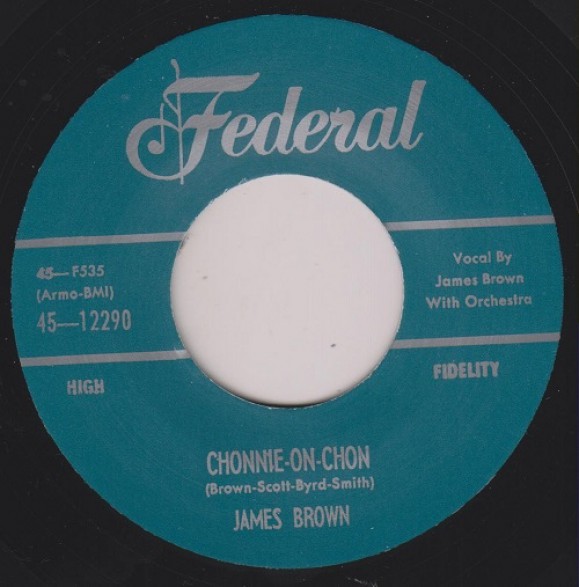 Federal
45—F535
(Armo-BMI)
45—12290
Vocal By
James Brown
With Orchestra
HIGH
FIDELITY
CHONNIE-ON-CHON
(Brown-Scott-Byrd-Smith)
JAMES BROWN